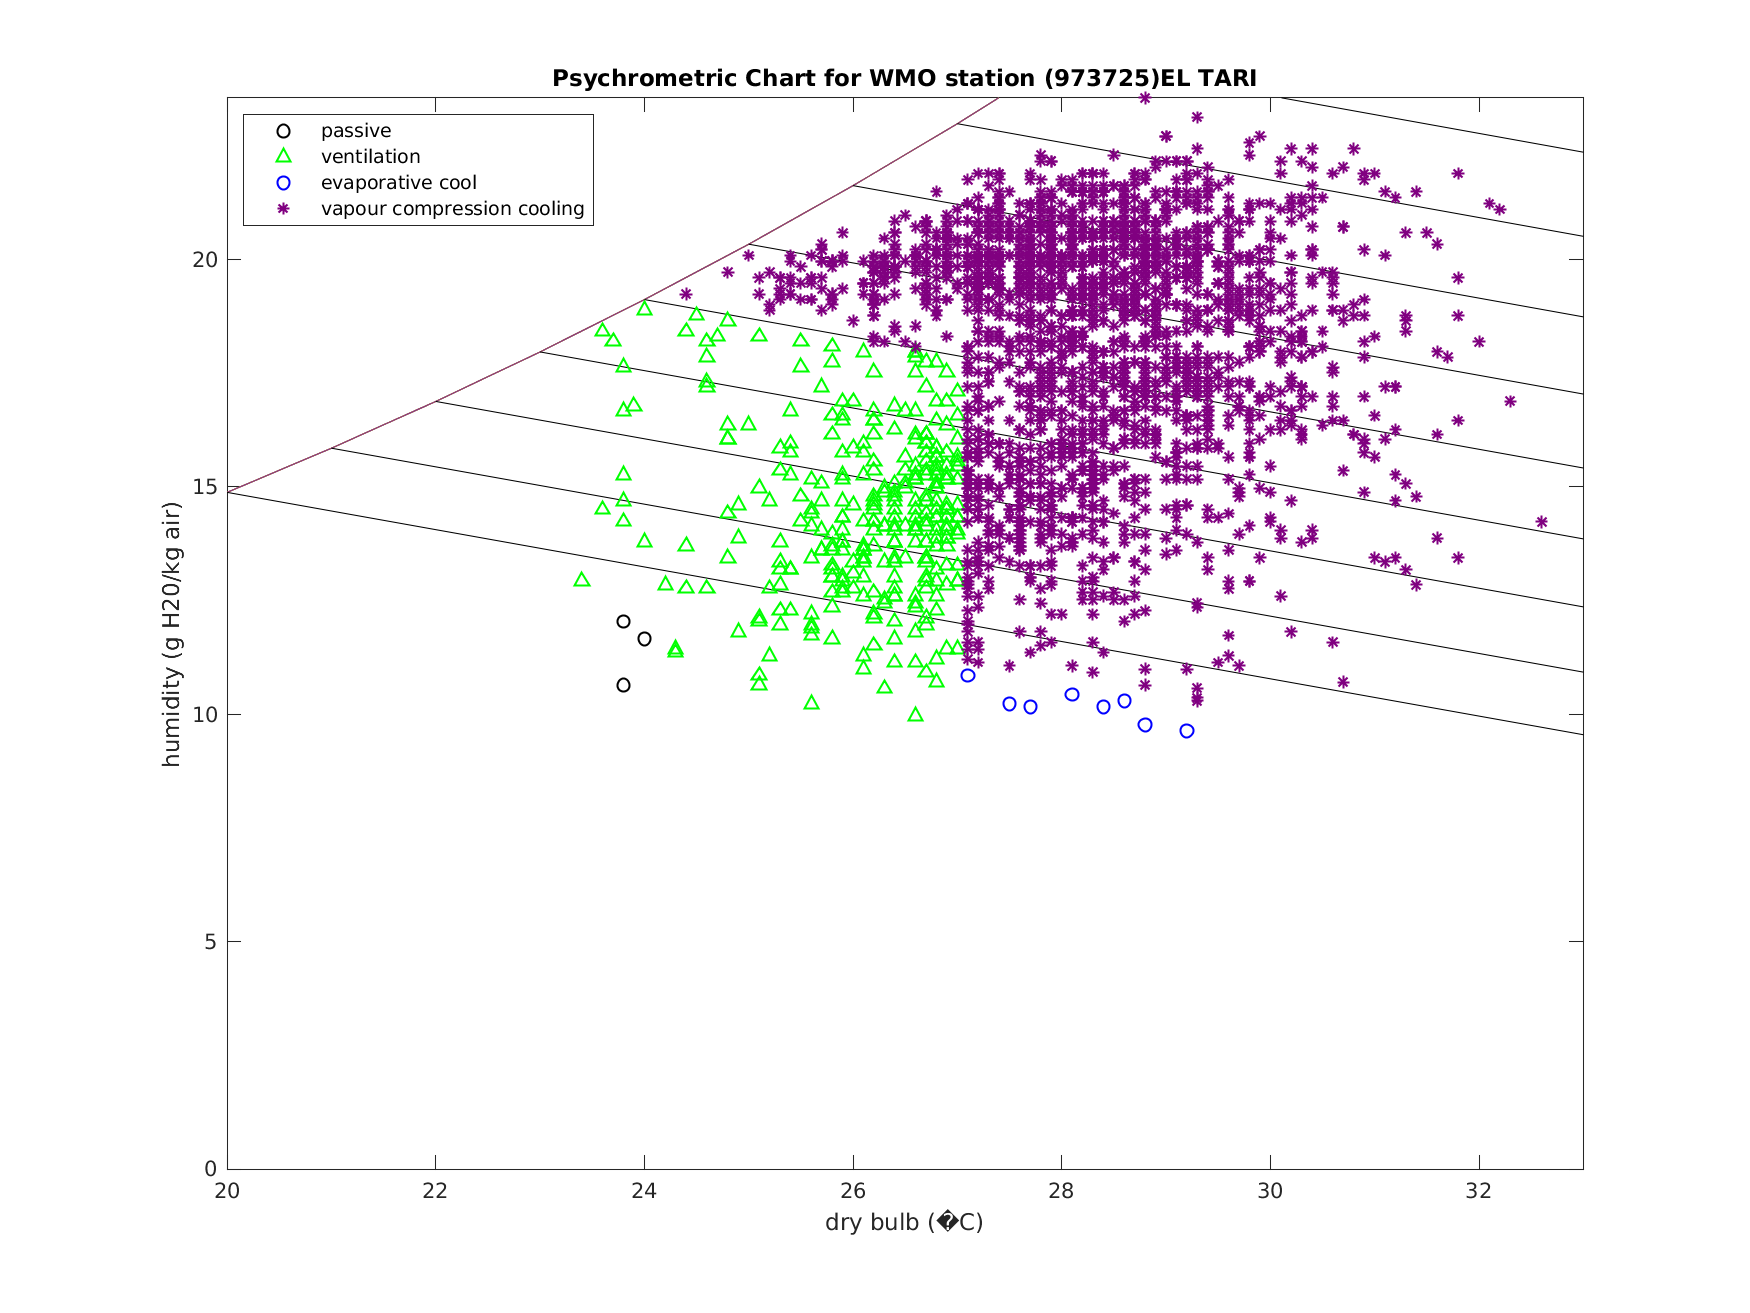 Psychrometric Chart for WMO station (973725)EL TARI
passive
ventilation
evaporative cool
vapour compression cooling
humidity (g H20/kg air)
20
15
10
5
0
20 22 24 26 28 30 32
dry bulb (�C)